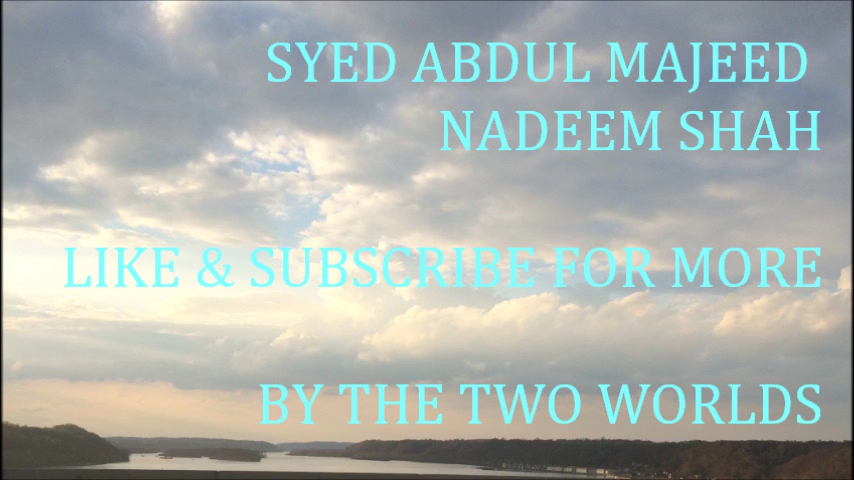 SYED ABDUL MAJEED
NADEEM SHAH
LIKE & SUBSCRIBE FOR MORE
BY THE TWO WORLDS